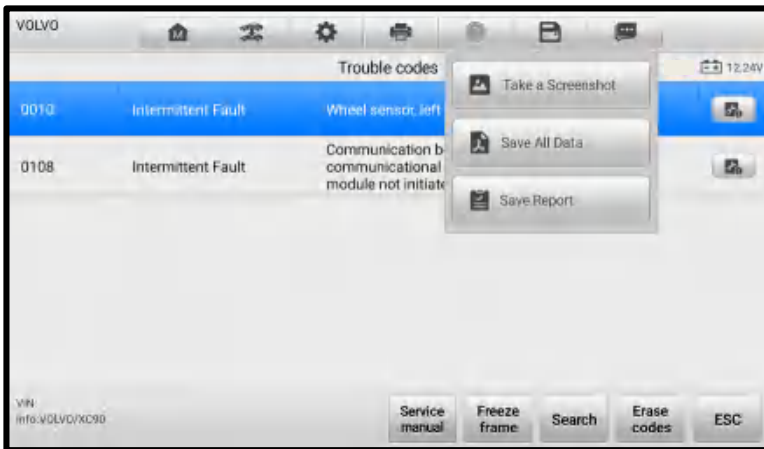 VOLVO
Trouble codes
12.24V
Take a Screenshot
Save All Data
Save Report
0010 Intermittent Fault Wheel sensor, left
0108 Intermittent Fault Communication b
communicational
module not initiate
VIN
info:VOLVO/XC90
Service manual
Freeze frame
Search
Erase codes
ESC